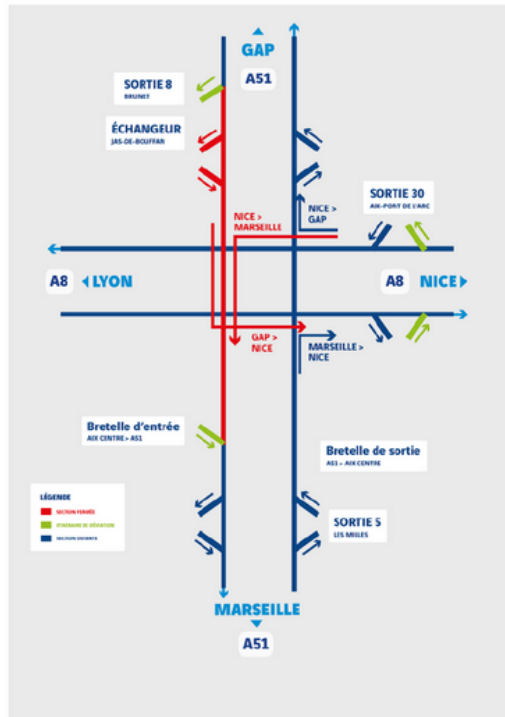 GAP
A51
SORTIE 8
BRUNET
ÉCHANGEUR
JAS-DE-BOUFFAN
SORTIE 30
AIX-PONT DE L'ARC
NICE >
GAP
NICE >
MARSEILLE
A8
LYON
A8
NICE
GAP >
NICE
MARSEILLE >
NICE
Bretelle d'entrée
AIX CENTRE > A51
Bretelle de sortie
A51 > AIX CENTRE
LÉGENDE
SECTION FERMÉE
ITINÉRAIRE DE DÉVIATION
SECTION OUVERTE
SORTIE 5
LES MILLES
MARSEILLE
A51